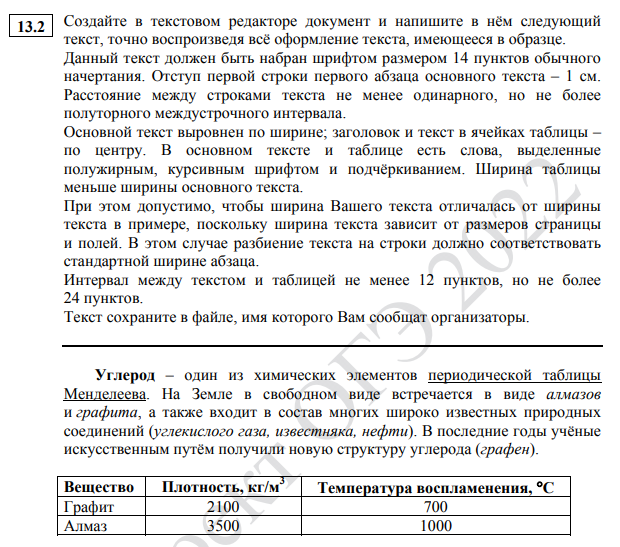 13.2
Создайте в текстовом редакторе документ и напишите в нём следующий
текст, точно воспроизведя всё оформление текста, имеющееся в образце.
Данный текст должен быть набран шрифтом размером 14 пунктов обычного
начертания. Отступ первой строки первого абзаца основного текста – 1 см.
Расстояние между строками текста не менее одинарного, но не более
полуторного междустрочного интервала.
Основной текст выровнен по ширине; заголовок и текст в ячейках таблицы –
по центру. В основном тексте и таблице есть слова, выделенные
полужирным, курсивным шрифтом и подчёркиванием. Ширина таблицы
меньше ширины основного текста.
При этом допустимо, чтобы ширина Вашего текста отличалась от ширины
текста в примере, поскольку ширина текста зависит от размеров страницы
и полей. В этом случае разбиение текста на строки должно соответствовать
стандартной ширине абзаца.
Интервал между текстом и таблицей не менее 12 пунктов, но не более
24 пунктов.
Текст сохраните в файле, имя которого Вам сообщат организаторы.
Углерод – один из химических элементов периодической таблицы
Менделеева. На Земле в свободном виде встречается в виде алмазов
и графита, а также входит в состав многих широко известных природных
соединений (углекислого газа, известняка, нефти). В последние годы учёные
искусственным путём получили новую структуру углерода (графен).
Вещество Плотность, кг/м³ Температура воспламенения, °С
Графит 2100 700
Алмаз 3500 1000
ОГЭ 2022